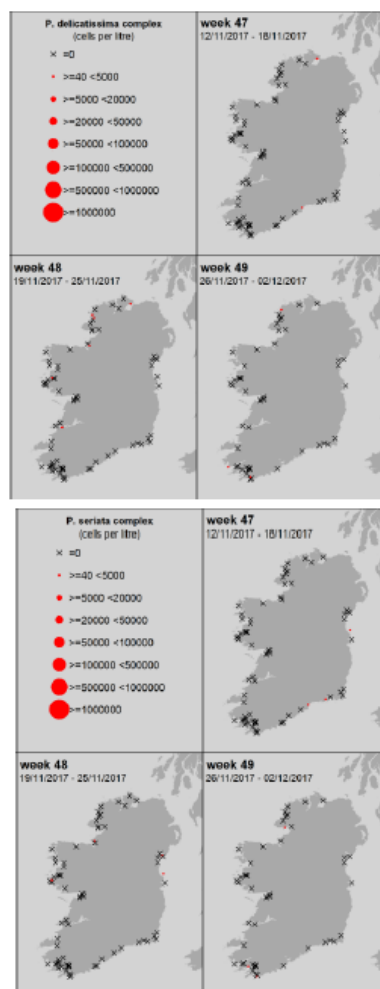 P. delicatissima complex
(cells per litre)
=0
>=40 <5000
>=5000 <20000
>=20000 <50000
>=50000 <100000
>=100000 <500000
>=500000 <1000000
>=1000000
week 47
12/11/2017 - 18/11/2017
week 48
19/11/2017 - 25/11/2017
week 49
26/11/2017 - 02/12/2017
P. seriata complex
(cells per litre)
=0
>=40 <5000
>=5000 <20000
>=20000 <50000
>=50000 <100000
>=100000 <500000
>=500000 <1000000
>=1000000
week 47
12/11/2017 - 18/11/2017
week 48
19/11/2017 - 25/11/2017
week 49
26/11/2017 - 02/12/2017